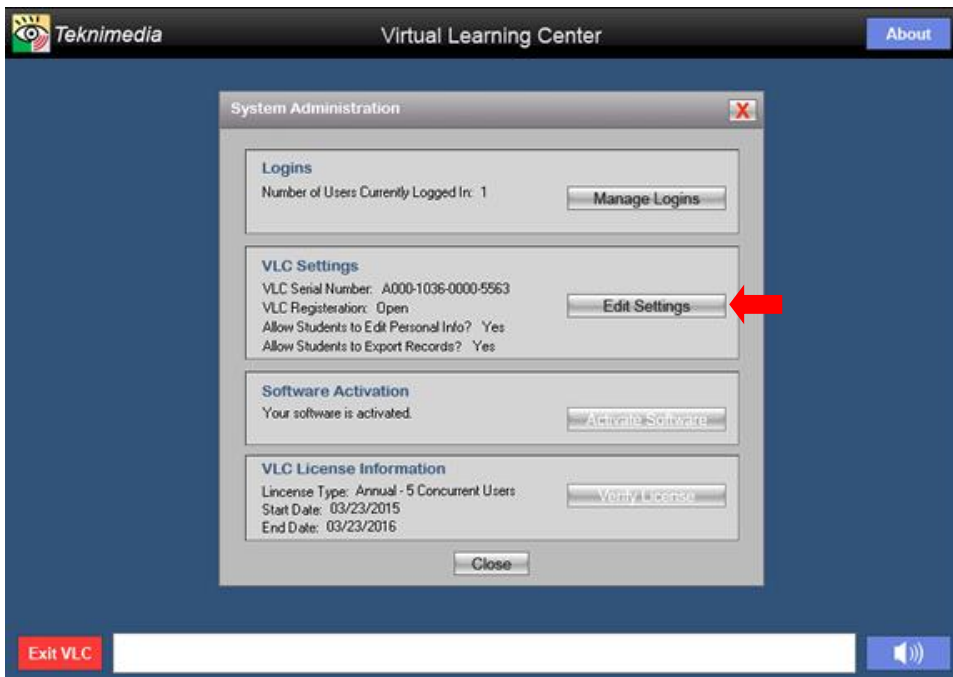 Teknimedia
Virtual Learning Center
About
System Administration
X
Logins
Number of Users Currently Logged In: 1
Manage Logins
VLC Settings
VLC Serial Number: A000-1036-0000-5563
VLC Registeration: Open
Allow Students to Edit Personal Info? Yes
Allow Students to Export Records? Yes
Edit Settings
Software Activation
Your software is activated.
Activate Software
VLC License Information
Lincense Type: Annual - 5 Concurrent Users
Start Date: 03/23/2015
End Date: 03/23/2016
Verify License
Close
Exit VLC